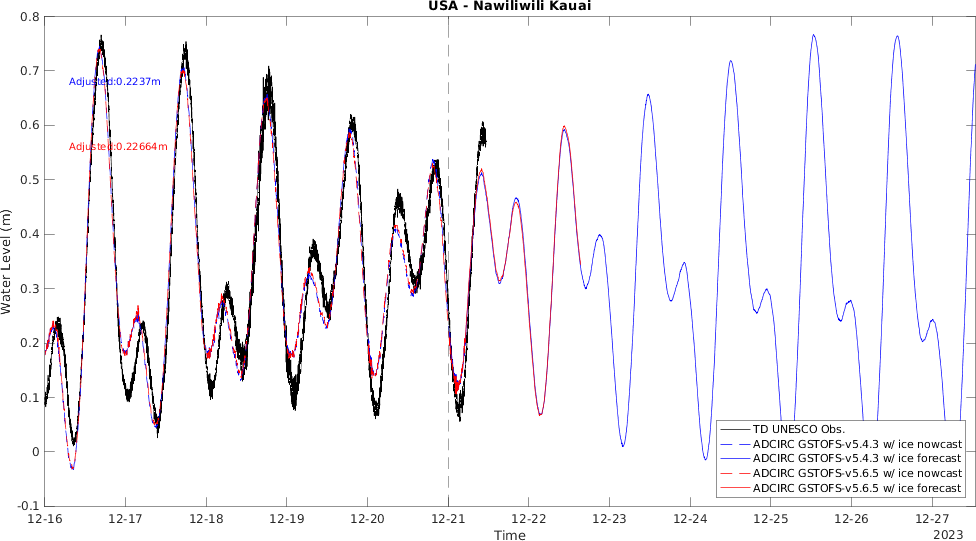 USA - Nawiliwili Kauai
0.8
0.7
0.6
0.5
0.4
0.3
0.2
0.1
0
-0.1
Water Level (m)
Adjusted:0.2237m
Adjusted:0.22664m
TD UNESCO Obs.
ADCIRC GSTOFS-v5.4.3 w/ ice nowcast
ADCIRC GSTOFS-v5.4.3 w/ ice forecast
ADCIRC GSTOFS-v5.6.5 w/ ice nowcast
ADCIRC GSTOFS-v5.6.5 w/ ice forecast
12-16 12-17 12-18 12-19 12-20 12-21 12-22 12-23 12-24 12-25 12-26 12-27
Time
2023